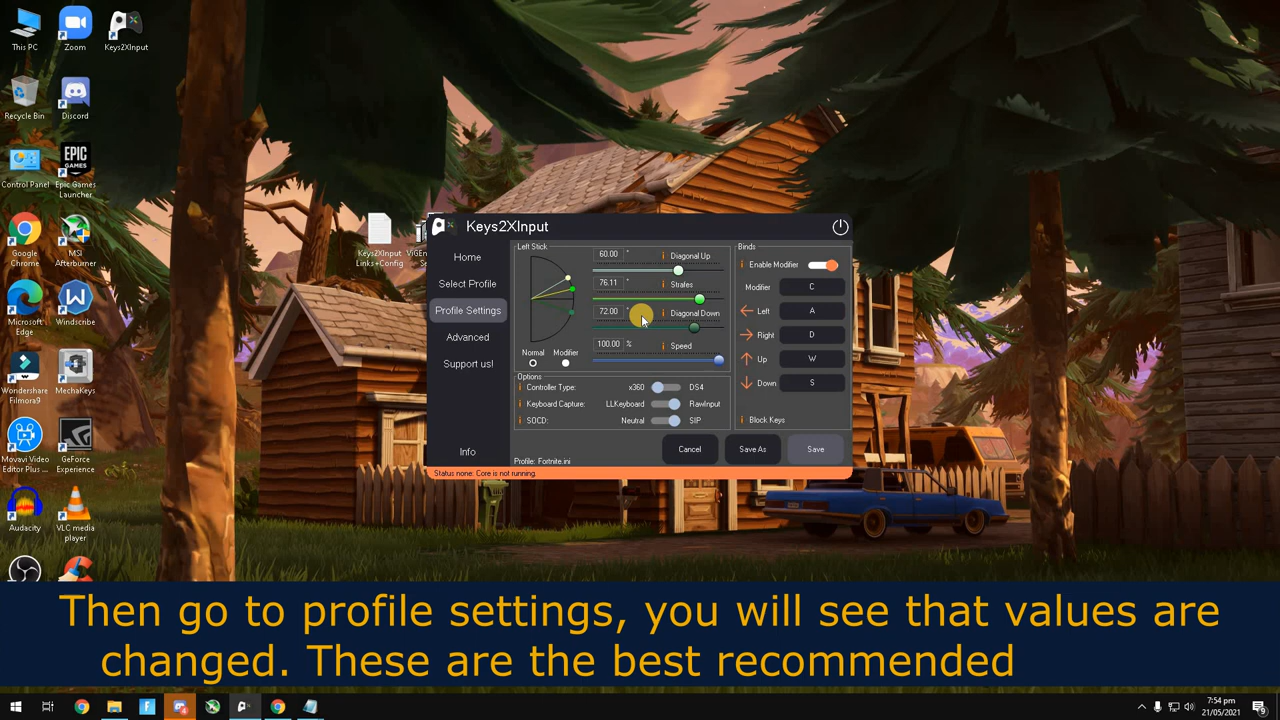 This PC
Zoom
Keys2XInput
Recycle Bin
Discord
EPIC
GAMES
Control Panel
Epic Games
Launcher
Google
Chrome
MSI
Afterburner
Microsoft
Edge
Windscribe
Wondershare
Filmora9
MechaKeys
Movavi Video
Editor Plus ...
GeForce
Experience
Audacity
VLC media
player
Keys2XInput
Links+Config
Keys2XInput
Home
Select Profile
Profile Settings
Advanced
Support us!
Info
Left Stick
60.00 °
i Diagonal Up
76.11 °
i Strafes
72.00 °
i Diagonal Down
100.00 %
i Speed
Normal
Modifier
Options
i Controller Type: x360 DS4
i Keyboard Capture: LLKeyboard RawInput
i SOCD: Neutral SIP
Binds
i Enable Modifier
Modifier C
Left A
Right D
Up W
Down S
i Block Keys
Cancel
Save As
Save
Profile: Fortnite.ini
Status none: Core is not running.
Then go to profile settings, you will see that values are
changed. These are the best recommended
7:54 pm
21/05/2021